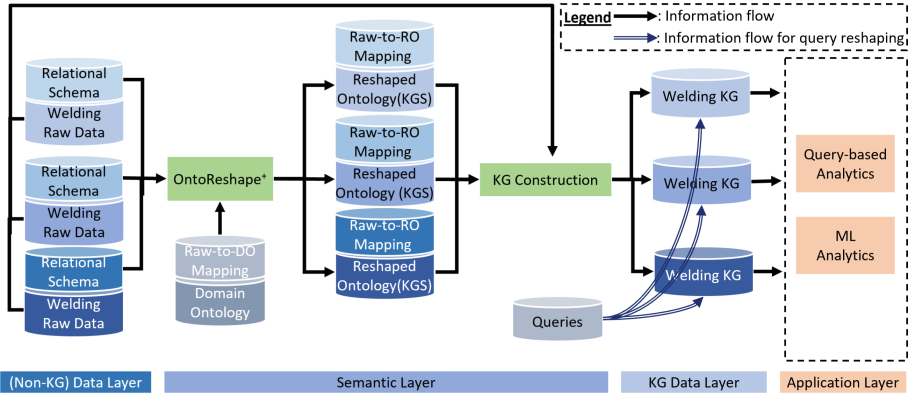 Legend
: Information flow
: Information flow for query reshaping
Relational
Schema
Welding
Raw Data
Relational
Schema
Welding
Raw Data
Relational
Schema
Welding
Raw Data
OntoReshape+
Raw-to-DO
Mapping
Domain
Ontology
Raw-to-RO
Mapping
Reshaped
Ontology(KGS)
Raw-to-RO
Mapping
Reshaped
Ontology (KGS)
Raw-to-RO
Mapping
Reshaped
Ontology(KGS)
KG Construction
Queries
Welding KG
Welding KG
Welding KG
Query-based
Analytics
ML
Analytics
(Non-KG) Data Layer
Semantic Layer
KG Data Layer
Application Layer